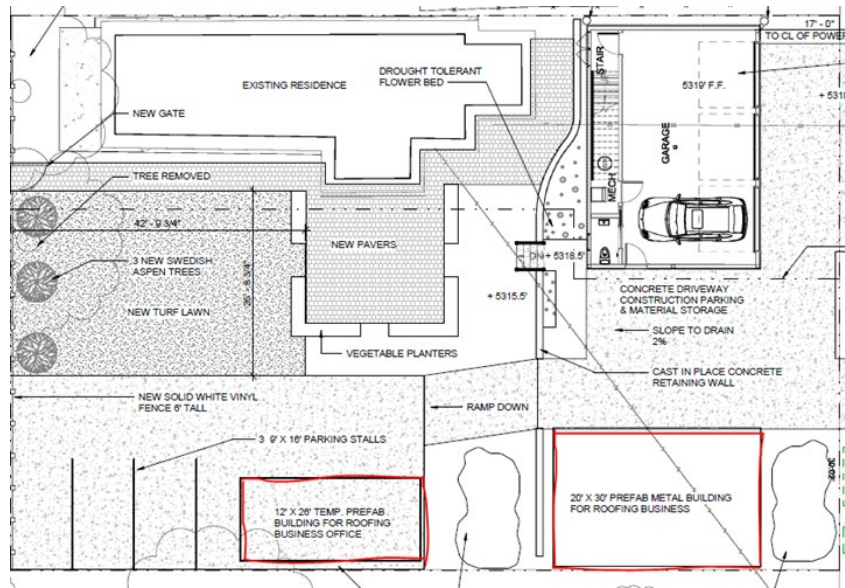 17' - 0"
TO CL OF POWER
STAIR
EXISTING RESIDENCE
DROUGHT TOLERANT
FLOWER BED
5319' F.F.
+ 5318
NEW GATE
GARAGE
TREE REMOVED
MECH
42' - 9 3/4"
NEW PAVERS
3 NEW SWEDISH
ASPEN TREES
DN
+ 5318.5'
+ 5315.5'
CONCRETE DRIVEWAY
CONSTRUCTION PARKING
& MATERIAL STORAGE
NEW TURF LAWN
SLOPE TO DRAIN
2%
VEGETABLE PLANTERS
CAST IN PLACE CONCRETE
RETAINING WALL
NEW SOLID WHITE VINYL
FENCE 6' TALL
RAMP DOWN
3 9' X 16' PARKING STALLS
12' X 26' TEMP. PREFAB
BUILDING FOR ROOFING
BUSINESS OFFICE
20' X 30' PREFAB METAL BUILDING
FOR ROOFING BUSINESS